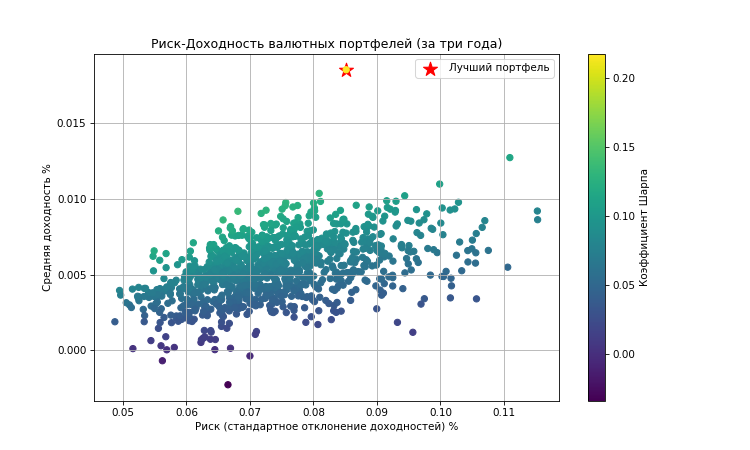 Риск-Доходность валютных портфелей (за три года)
Лучший портфель
0.015
0.010
0.005
0.000
Средняя доходность %
0.05 0.06 0.07 0.08 0.09 0.10 0.11
Риск (стандартное отклонение доходностей) %
0.20
0.15
0.10
0.05
0.00
Коэффициент Шарпа